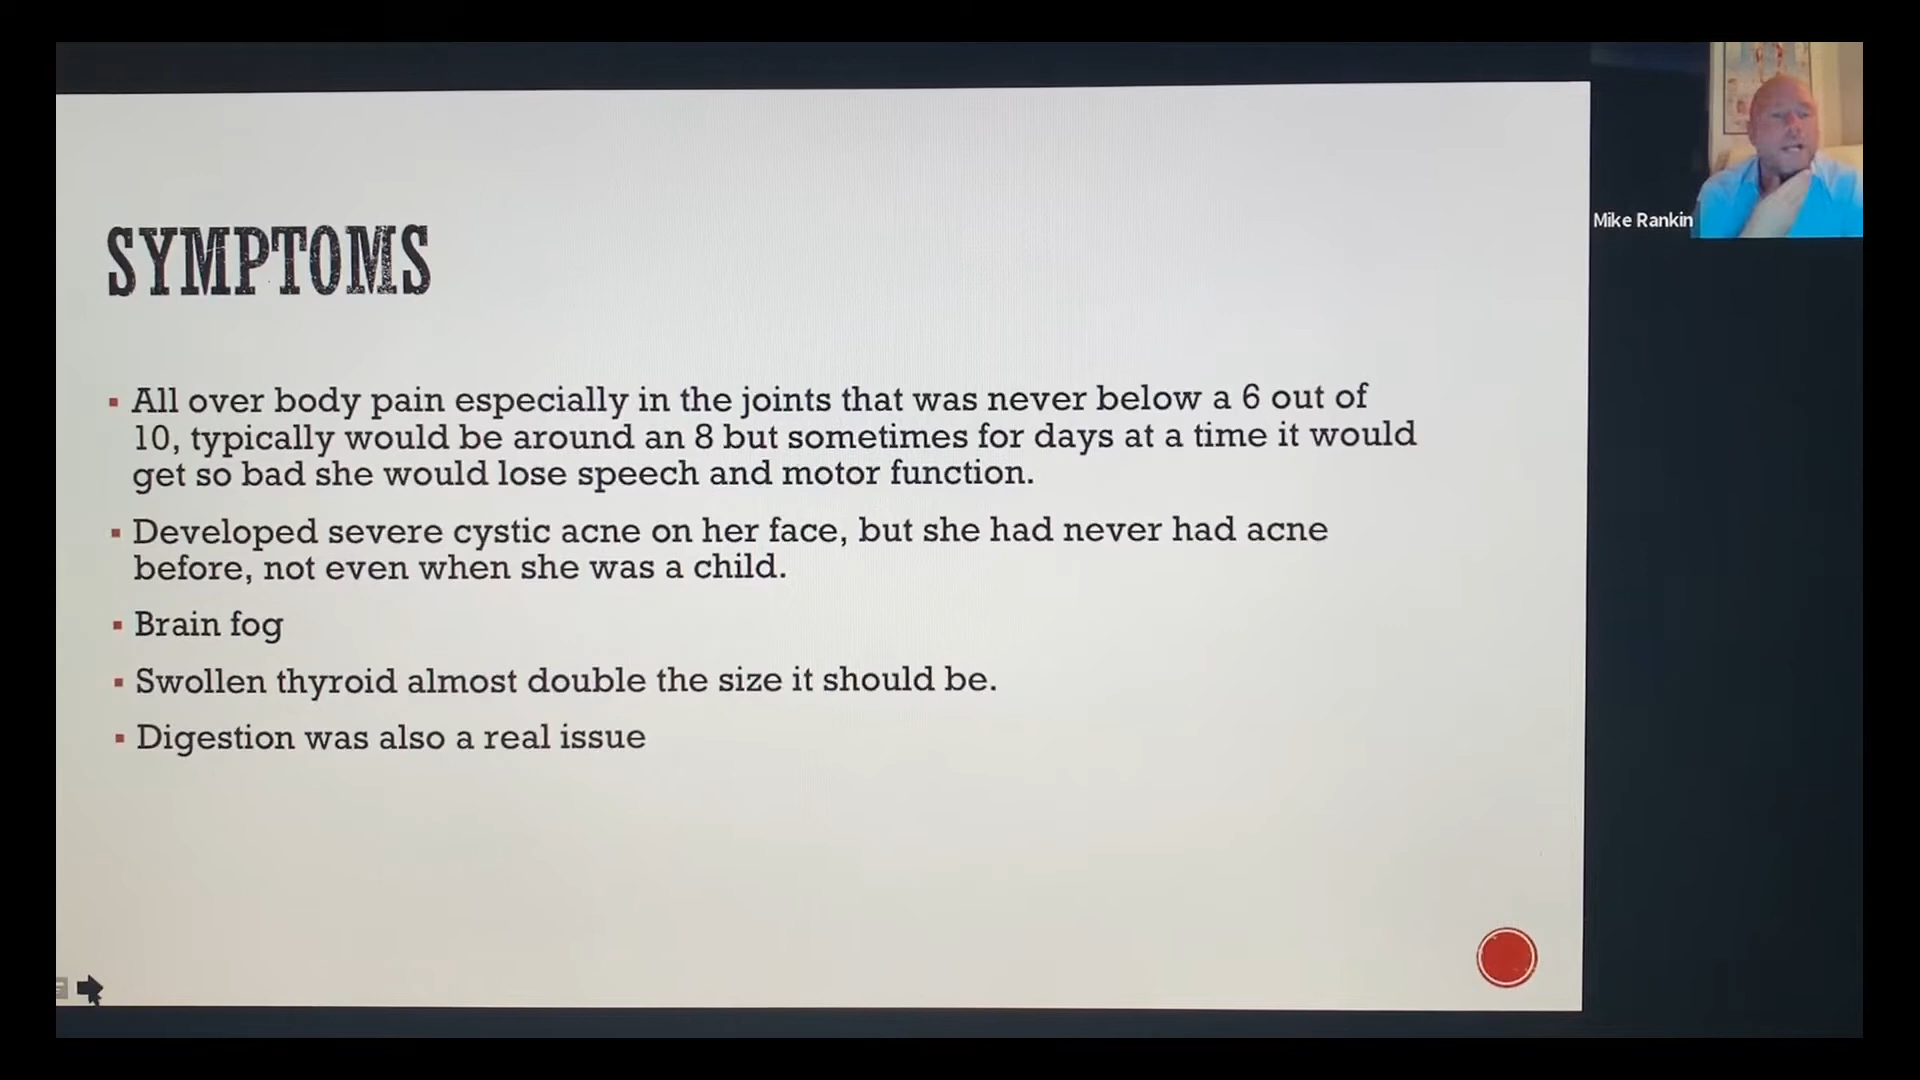 SYMPTOMS
All over body pain especially in the joints that was never below a 6 out of
10, typically would be around an 8 but sometimes for days at a time it would
get so bad she would lose speech and motor function.
Developed severe cystic acne on her face, but she had never had acne
before, not even when she was a child.
Brain fog
Swollen thyroid almost double the size it should be.
Digestion was also a real issue
Mike Rankin